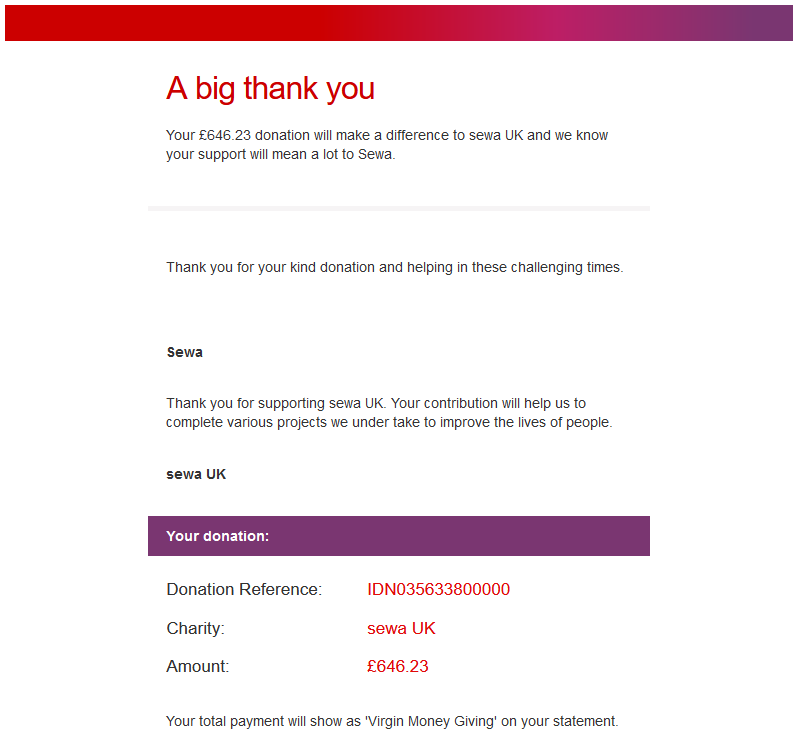 A big thank you
Your £646.23 donation will make a difference to sewa UK and we know
your support will mean a lot to Sewa.
Thank you for your kind donation and helping in these challenging times.
Sewa
Thank you for supporting sewa UK. Your contribution will help us to
complete various projects we under take to improve the lives of people.
sewa UK
Your donation:
Donation Reference: IDN035633800000
Charity: sewa UK
Amount: £646.23
Your total payment will show as 'Virgin Money Giving' on your statement.